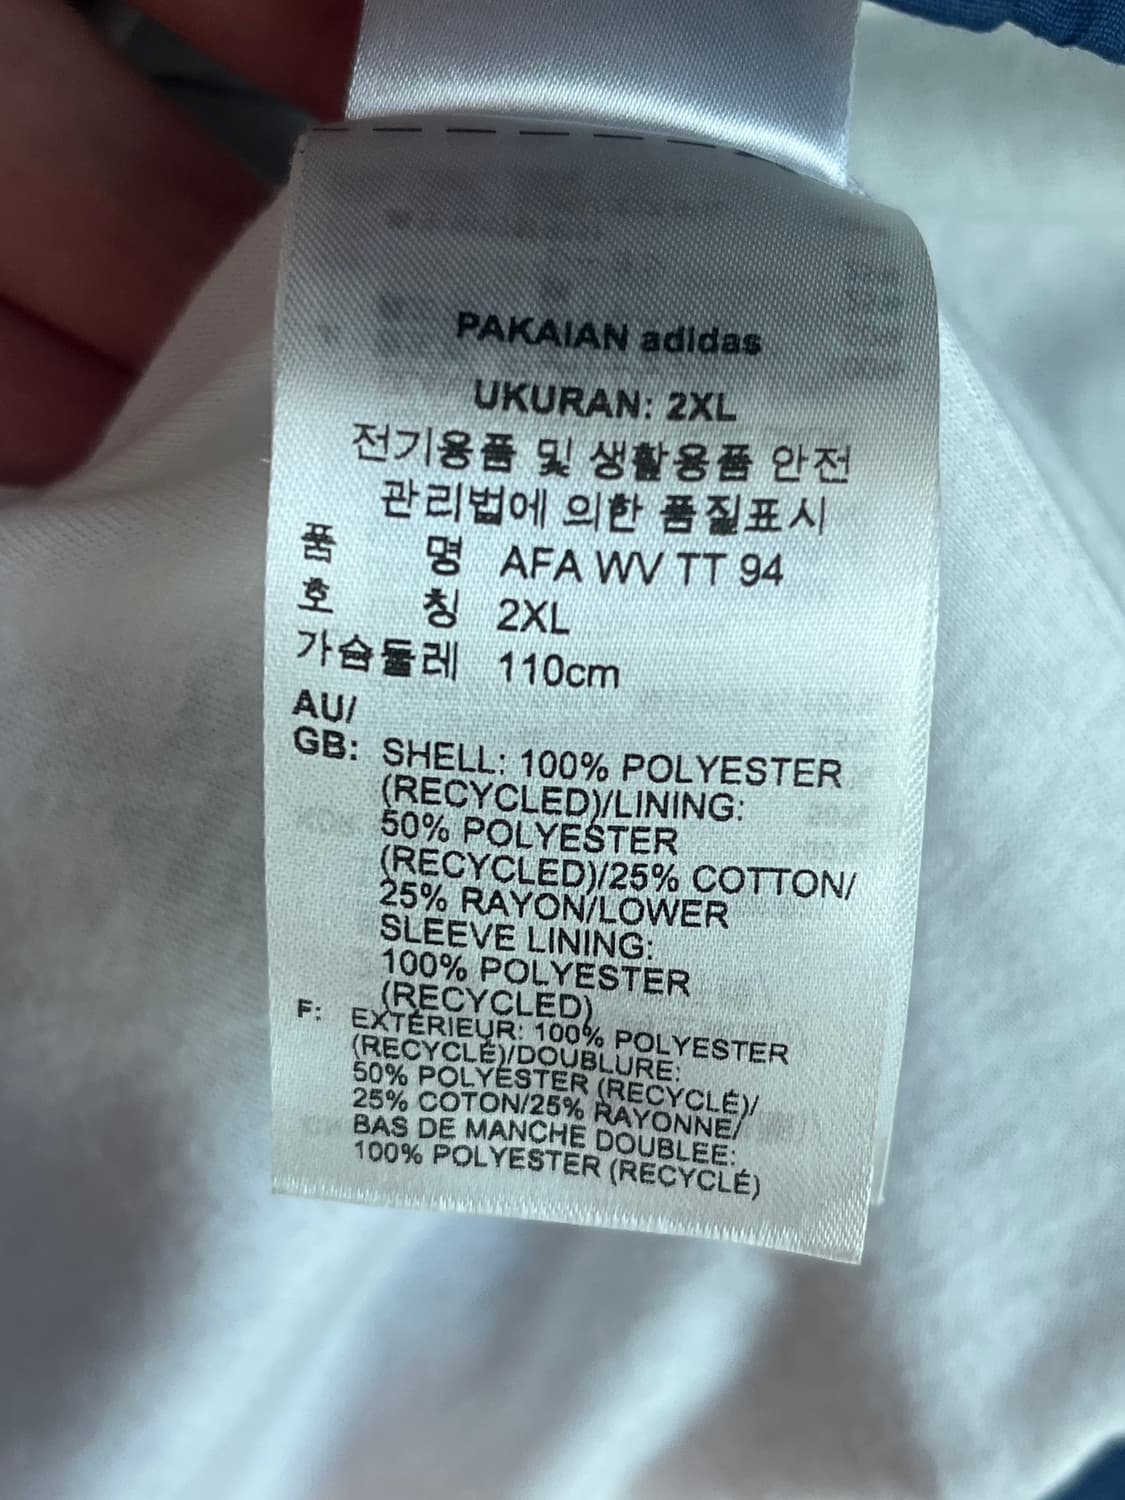 PAKAIAN adidas
UKURAN: 2XL
전기용품 및 생활용품 안전
관리법에 의한 품질표시
품 명 AFA WV TT 94
호 칭 2XL
가슴둘레 110cm
AU/
GB: SHELL: 100% POLYESTER
(RECYCLED)/LINING:
50% POLYESTER
(RECYCLED)/25% COTTON/
25% RAYON/LOWER
SLEEVE LINING:
100% POLYESTER
(RECYCLED)
F: EXTÉRIEUR: 100% POLYESTER
(RECYCLÉ)/DOUBLURE:
50% POLYESTER (RECYCLÉ)/
25% COTON/25% RAYONNE/
BAS DE MANCHE DOUBLEE:
100% POLYESTER (RECYCLÉ)